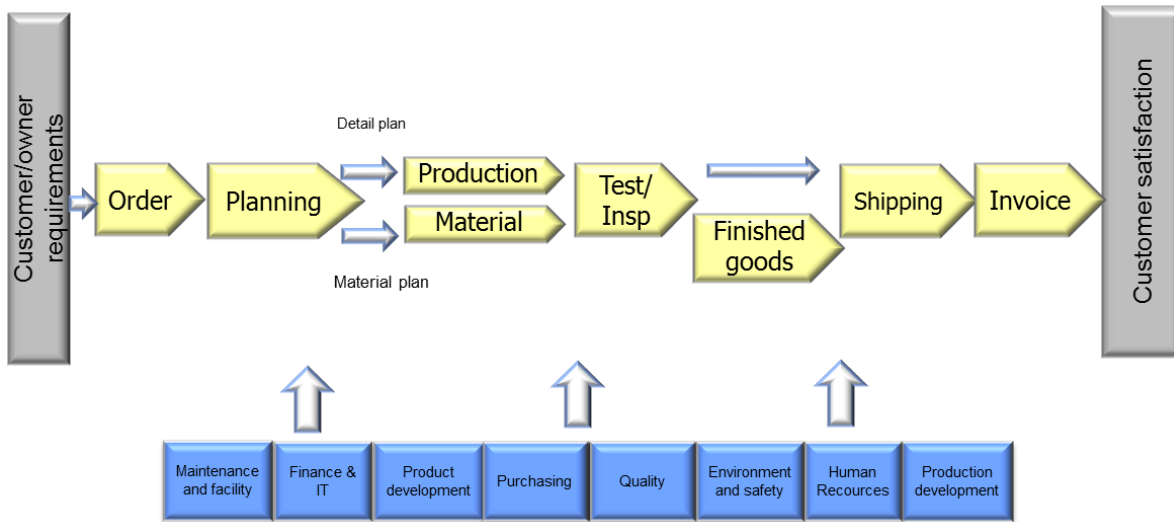 Customer/owner
requirements
Order
Planning
Detail plan
Material plan
Production
Material
Test/
Insp
Finished
goods
Shipping
Invoice
Customer satisfaction
Maintenance
and facility
Finance &
IT
Product
development
Purchasing
Quality
Environment
and safety
Human
Recources
Production
development